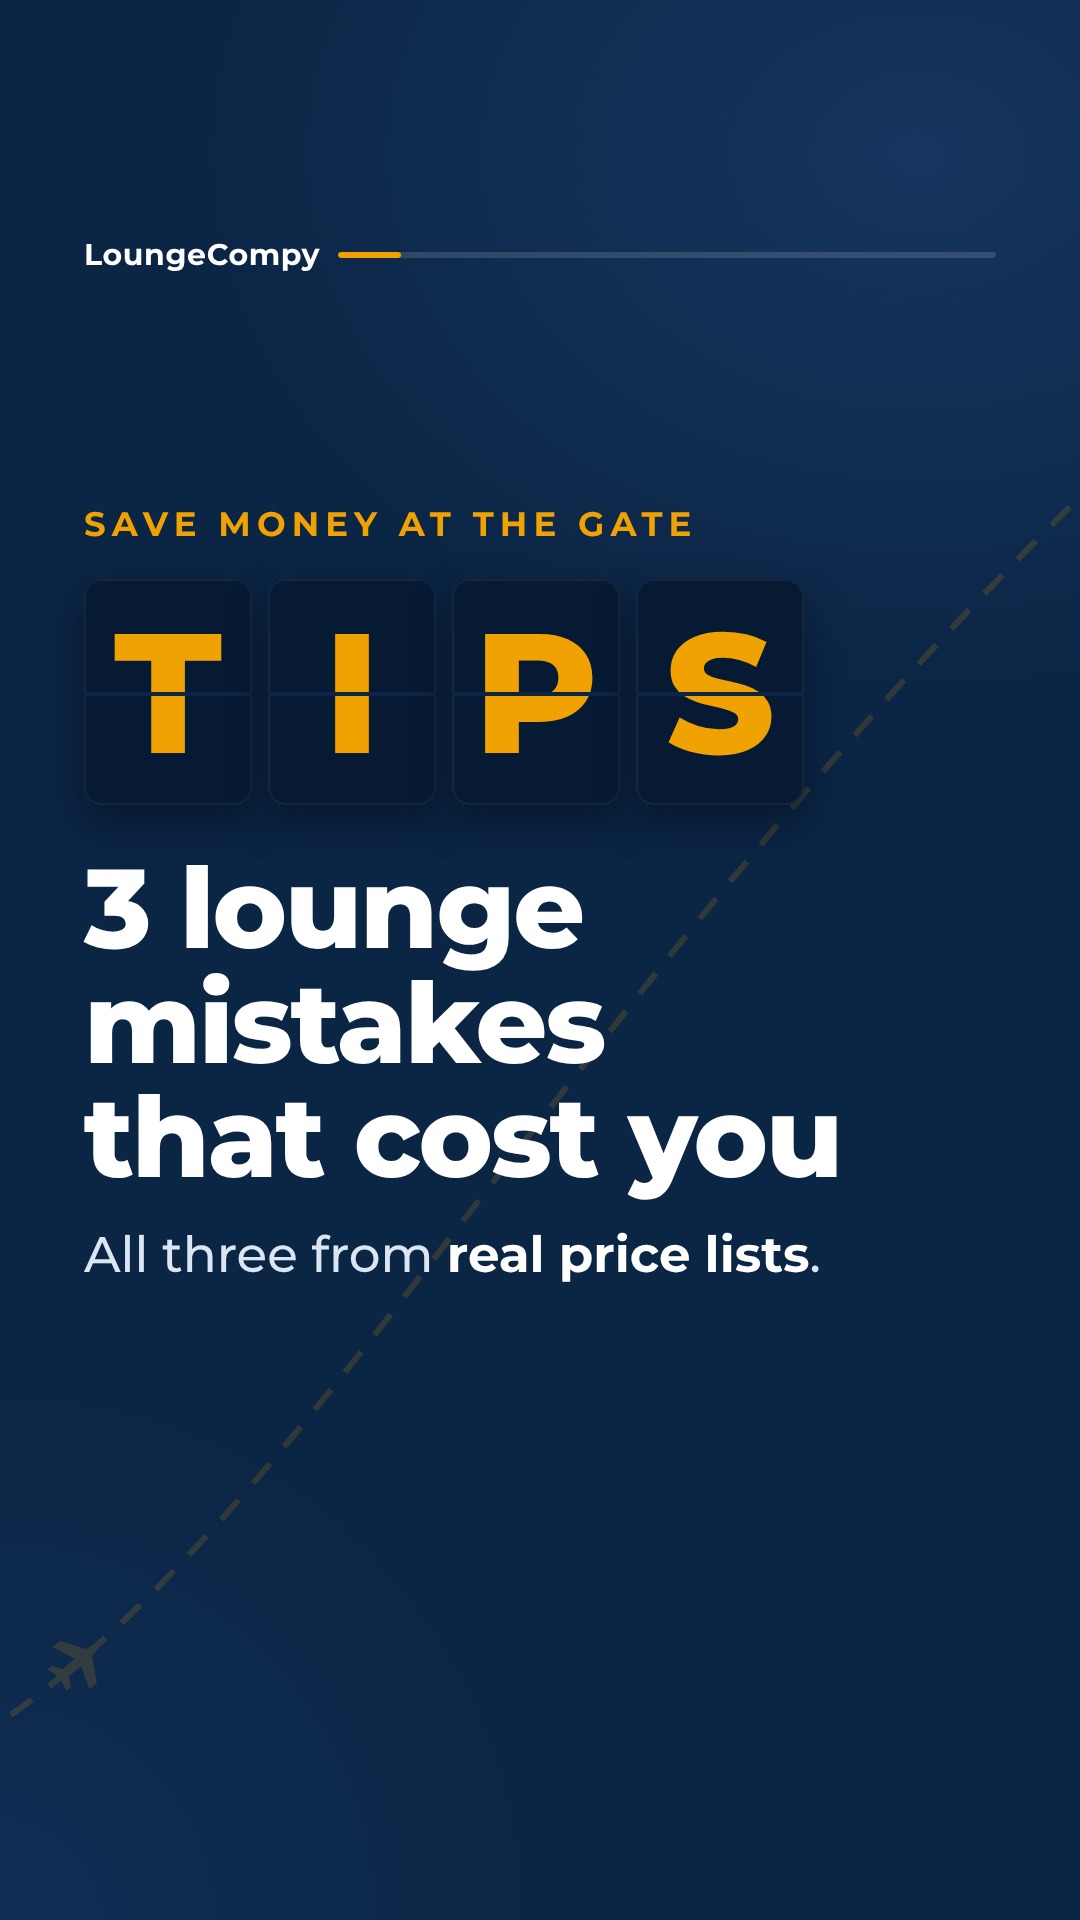 LoungeCompy
SAVE MONEY AT THE GATE
TIPS
3 lounge
mistakes
that cost you
All three from real price lists.